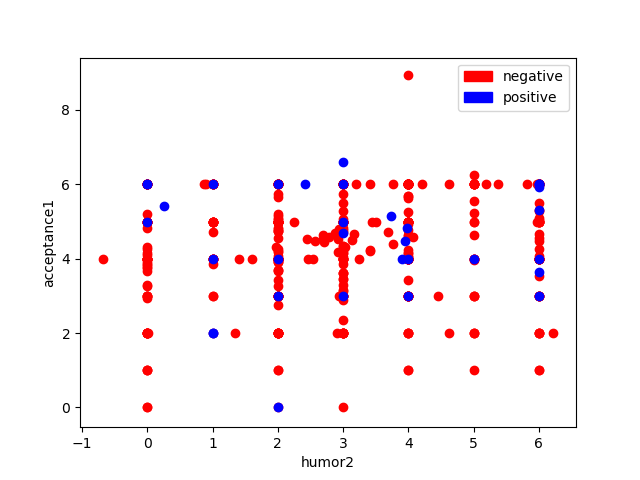 negative
positive
acceptance1
8
6
4
2
0
−1 0 1 2 3 4 5 6
humor2